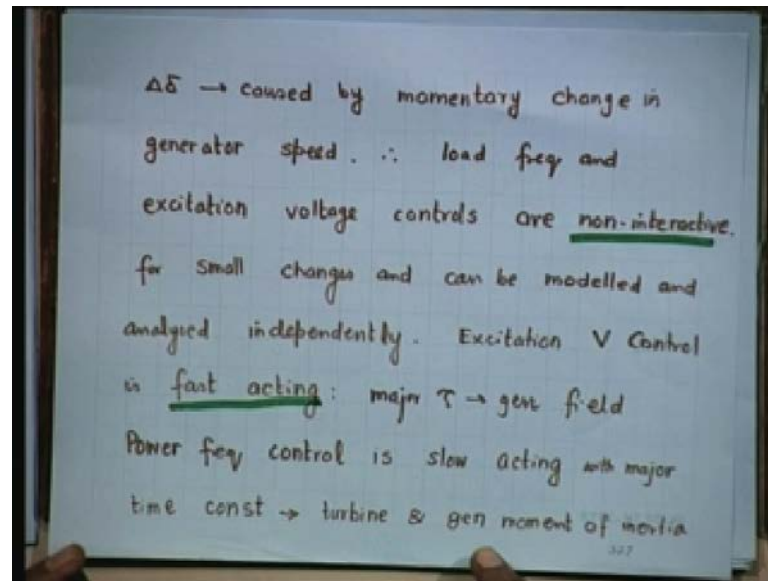 Δδ → caused by momentary change in
generator speed. ∴ load freq and
excitation voltage controls are non-interactive.
for small changes and can be modelled and
analysed independently. Excitation V Control
is fast acting : major τ → gen field
Power feq control is slow acting with major
time const → turbine & gen moment of inertia
327